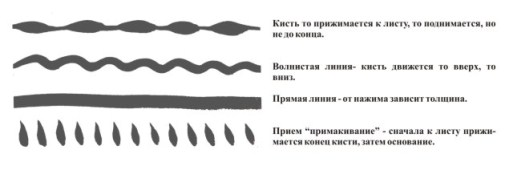 Кисть то прижимается к листу, то поднимается, но
не до конца.
Волнистая линия- кисть движется то вверх, то
вниз.
Прямая линия - от нажима зависит толщина.
Прием “примакивание” - сначала к листу прижи-
мается конец кисти, затем основание.